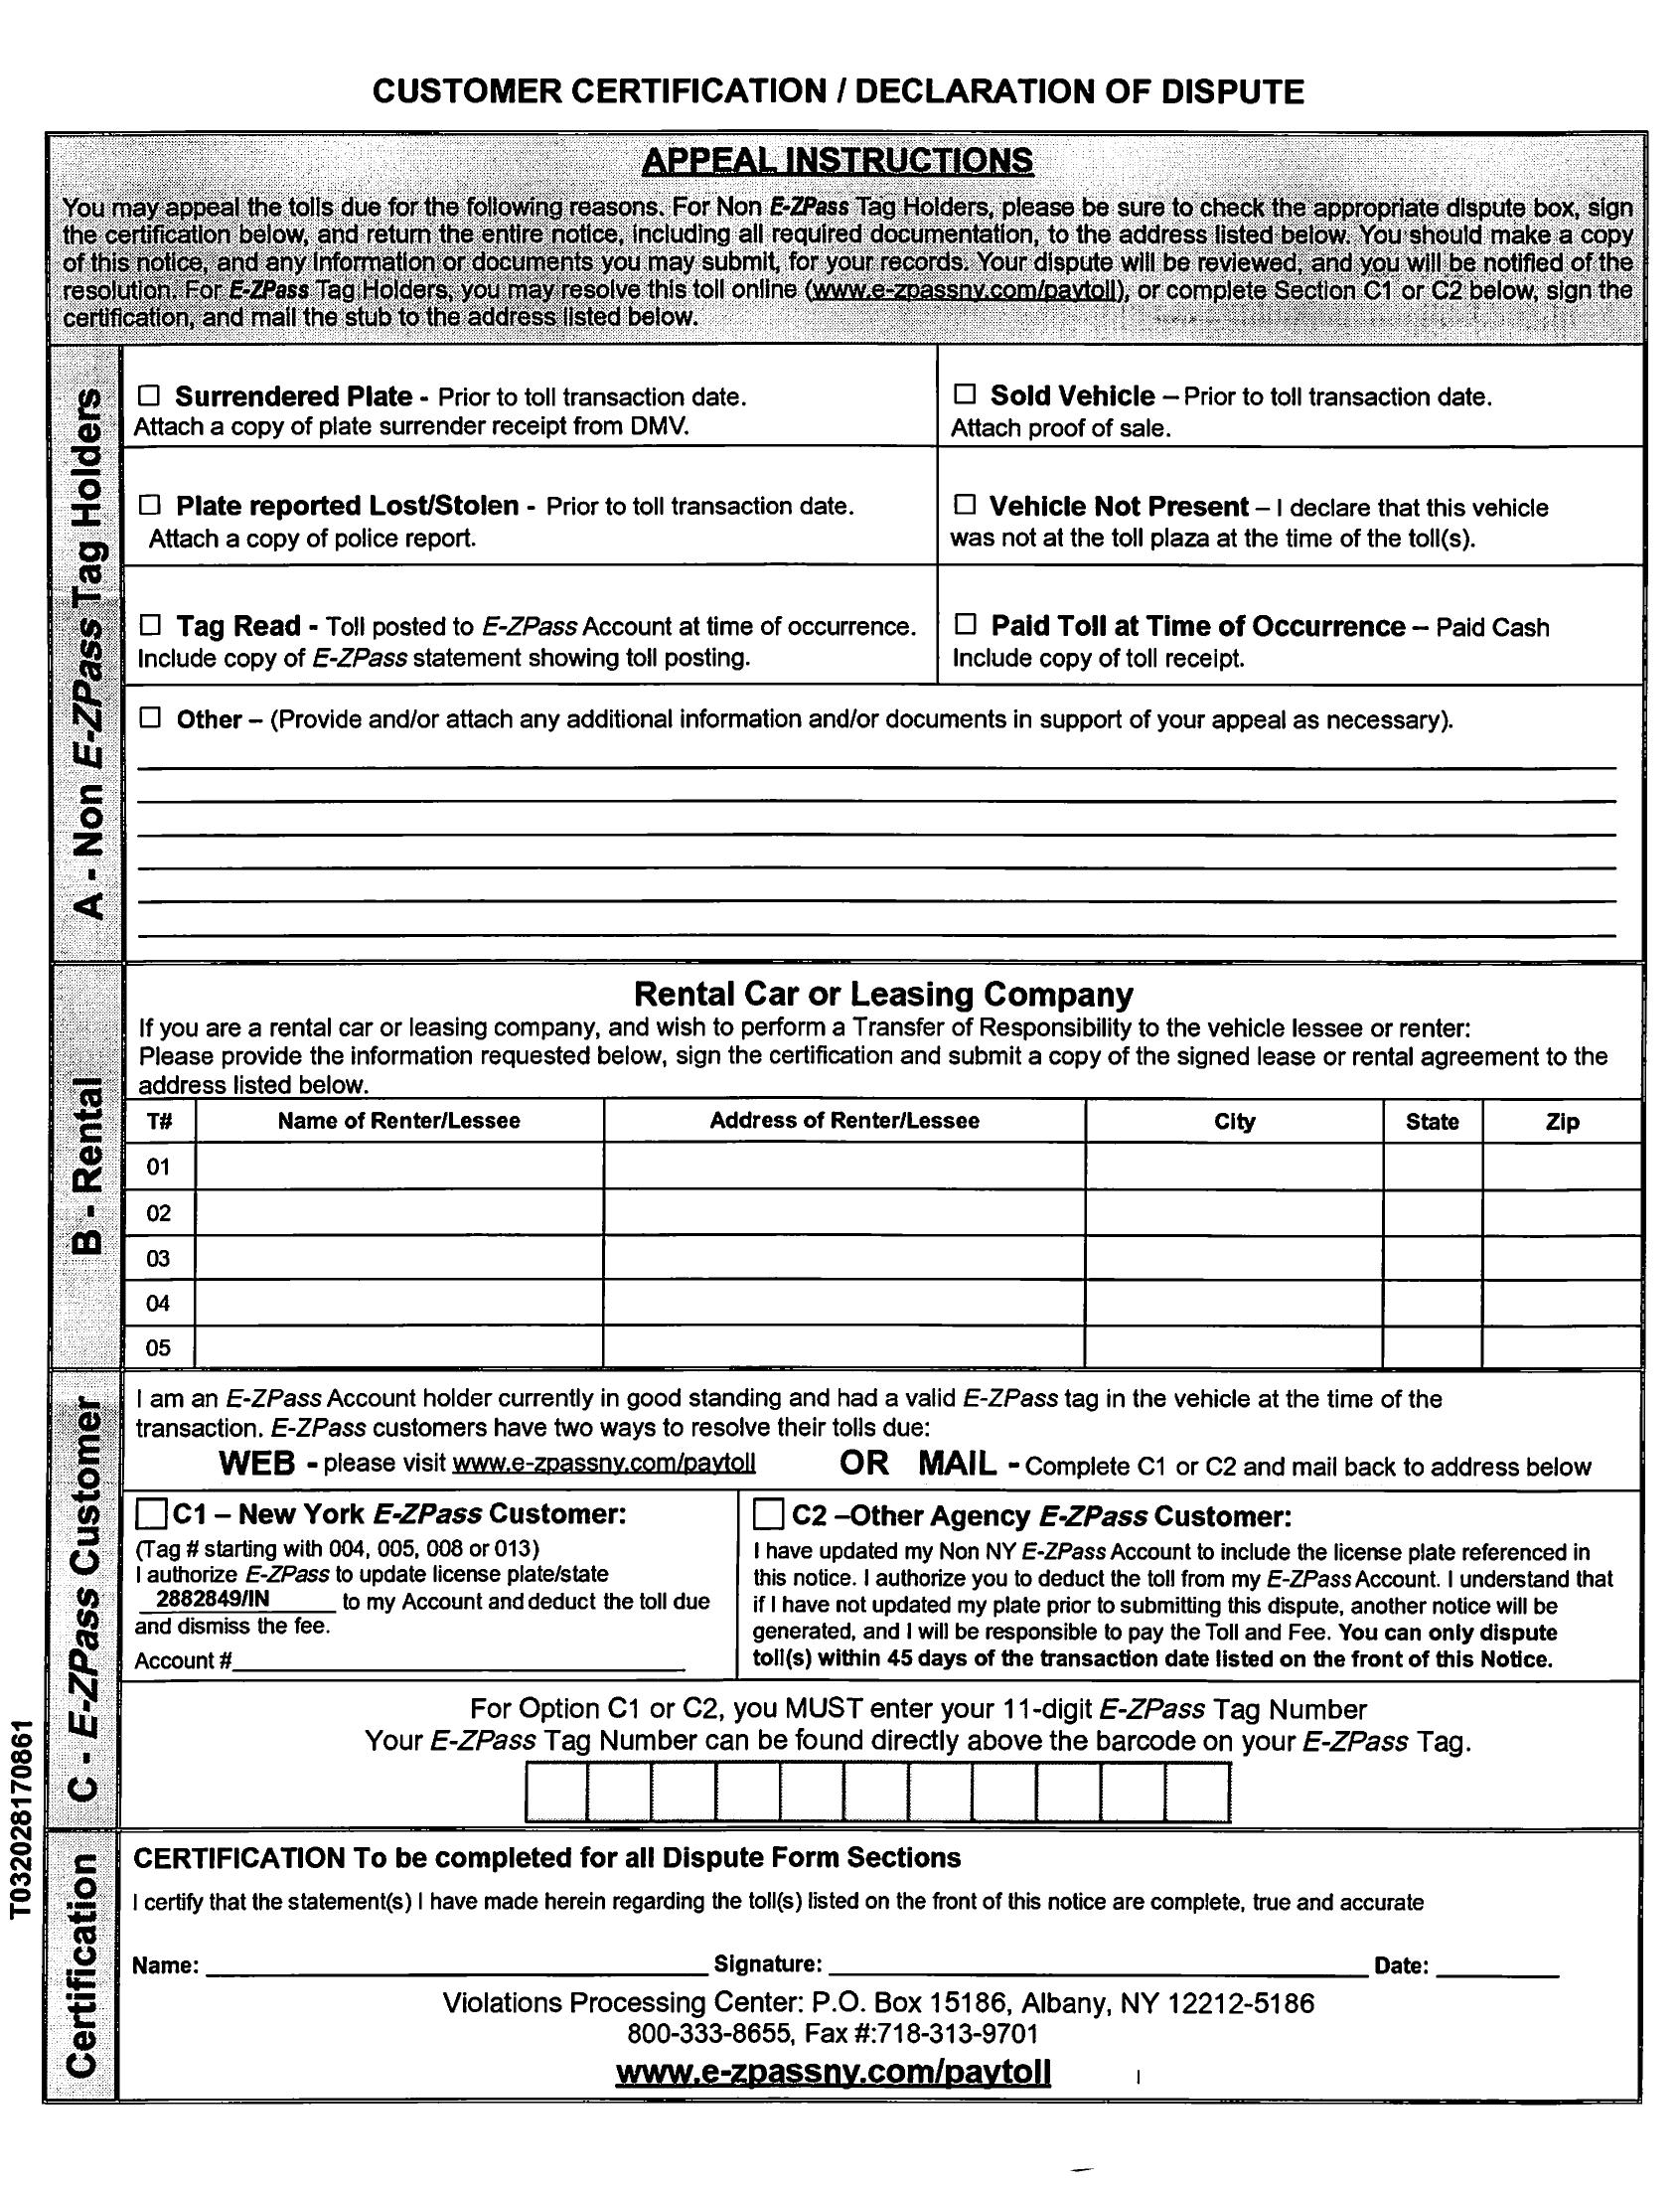 CUSTOMER CERTIFICATION / DECLARATION OF DISPUTE
APPEAL INSTRUCTIONS
You may appeal the tolls due for the following reasons. For Non E-ZPass Tag Holders, please be sure to check the appropriate dispute box, sign
the certification below, and return the entire notice, including all required documentation, to the address listed below. You should make a copy
of this notice, and any information or documents you may submit, for your records. Your dispute will be reviewed, and you will be notified of the
resolution. For E-ZPass Tag Holders, you may resolve this toll online (www.e-zpassny.com/paytoll), or complete Section C1 or C2 below, sign the
certification, and mail the stub to the address listed below.
A - Non E-ZPass Tag Holders
☐ Surrendered Plate - Prior to toll transaction date.
Attach a copy of plate surrender receipt from DMV.
☐ Sold Vehicle – Prior to toll transaction date.
Attach proof of sale.
☐ Plate reported Lost/Stolen - Prior to toll transaction date.
Attach a copy of police report.
☐ Vehicle Not Present – I declare that this vehicle
was not at the toll plaza at the time of the toll(s).
☐ Tag Read - Toll posted to E-ZPass Account at time of occurrence.
Include copy of E-ZPass statement showing toll posting.
☐ Paid Toll at Time of Occurrence – Paid Cash
Include copy of toll receipt.
☐ Other – (Provide and/or attach any additional information and/or documents in support of your appeal as necessary).
B - Rental
Rental Car or Leasing Company
If you are a rental car or leasing company, and wish to perform a Transfer of Responsibility to the vehicle lessee or renter:
Please provide the information requested below, sign the certification and submit a copy of the signed lease or rental agreement to the
address listed below.
T# Name of Renter/Lessee Address of Renter/Lessee City State Zip
01
02
03
04
05
C - E-ZPass Customer
I am an E-ZPass Account holder currently in good standing and had a valid E-ZPass tag in the vehicle at the time of the
transaction. E-ZPass customers have two ways to resolve their tolls due:
WEB - please visit www.e-zpassny.com/paytoll OR MAIL - Complete C1 or C2 and mail back to address below
☐ C1 – New York E-ZPass Customer:
(Tag # starting with 004, 005, 008 or 013)
I authorize E-ZPass to update license plate/state
2882849/IN to my Account and deduct the toll due
and dismiss the fee.
Account #
☐ C2 –Other Agency E-ZPass Customer:
I have updated my Non NY E-ZPass Account to include the license plate referenced in
this notice. I authorize you to deduct the toll from my E-ZPass Account. I understand that
if I have not updated my plate prior to submitting this dispute, another notice will be
generated, and I will be responsible to pay the Toll and Fee. You can only dispute
toll(s) within 45 days of the transaction date listed on the front of this Notice.
For Option C1 or C2, you MUST enter your 11-digit E-ZPass Tag Number
Your E-ZPass Tag Number can be found directly above the barcode on your E-ZPass Tag.
T032028170861
Certification
CERTIFICATION To be completed for all Dispute Form Sections
I certify that the statement(s) I have made herein regarding the toll(s) listed on the front of this notice are complete, true and accurate
Name: Signature: Date:
Violations Processing Center: P.O. Box 15186, Albany, NY 12212-5186
800-333-8655, Fax #:718-313-9701
www.e-zpassny.com/paytoll